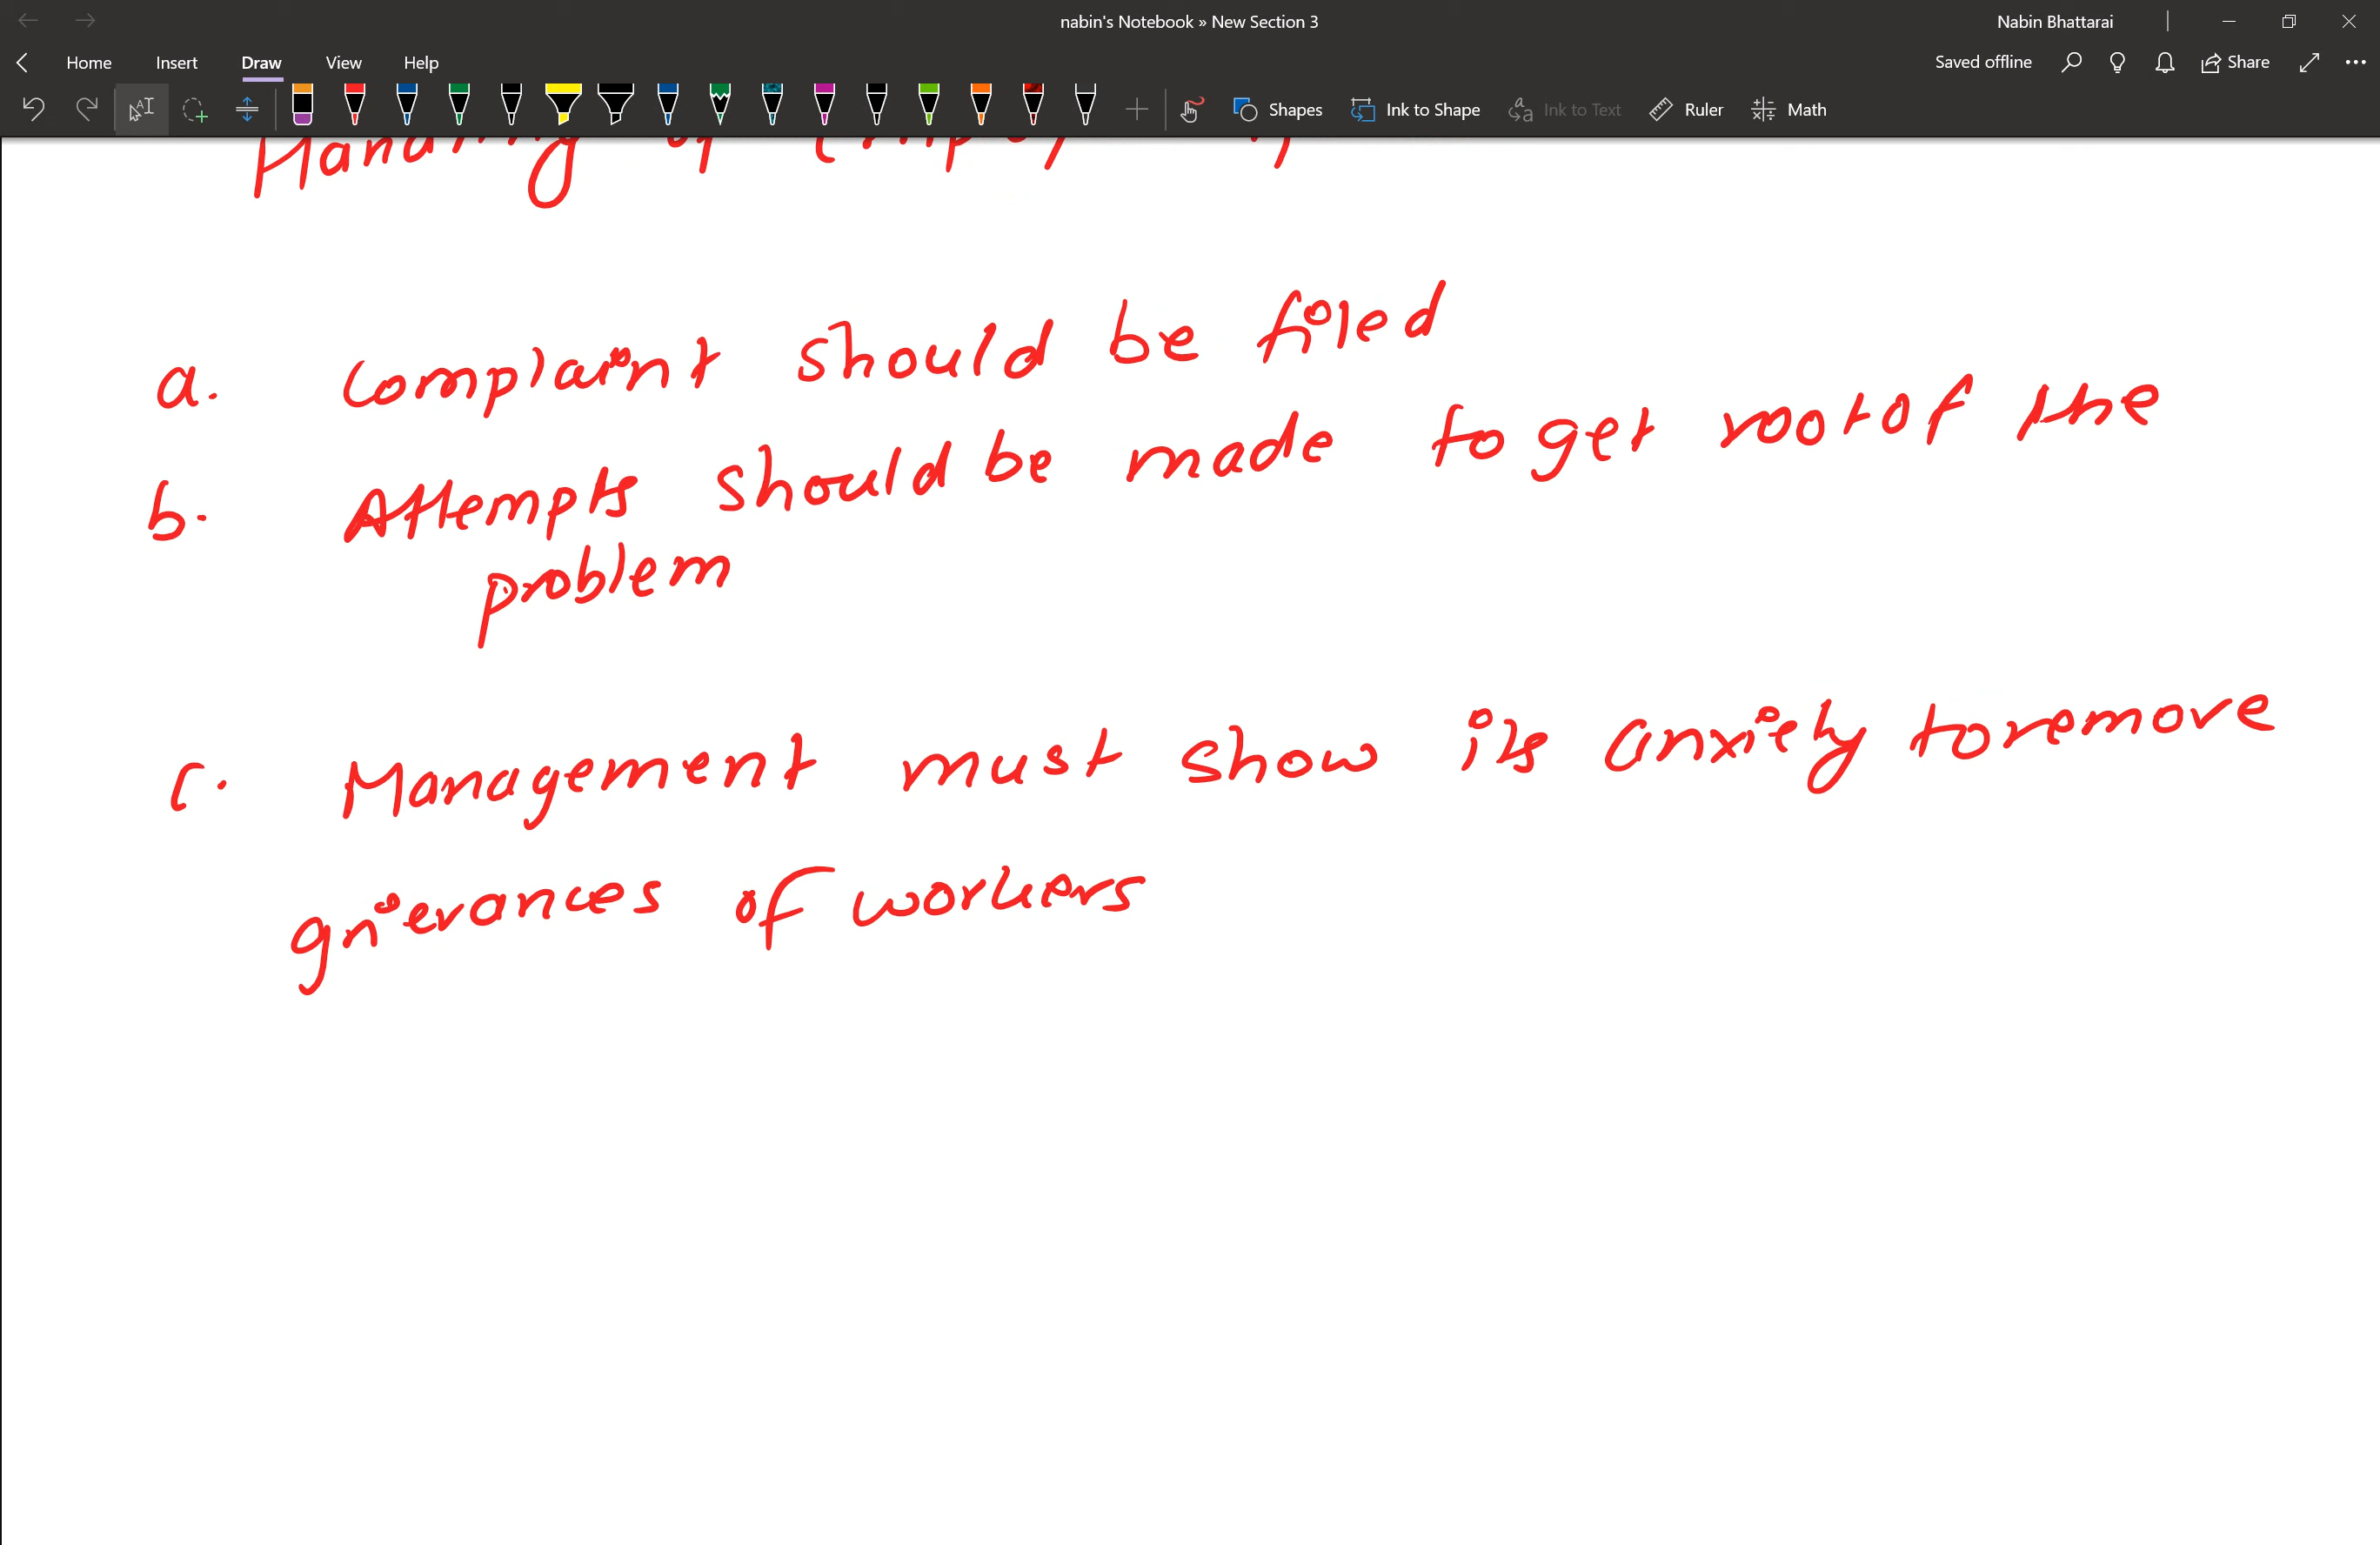 nabin's Notebook » New Section 3
Nabin Bhattarai
Home Insert Draw View Help
Saved offline
Share
Shapes
Ink to Shape
Ink to Text
Ruler
Math
Handling of
a. Complaint should be filed
b. Attempts should be made to get root of the
problem
c. Management must show its anxiety to remove
grievances of workers